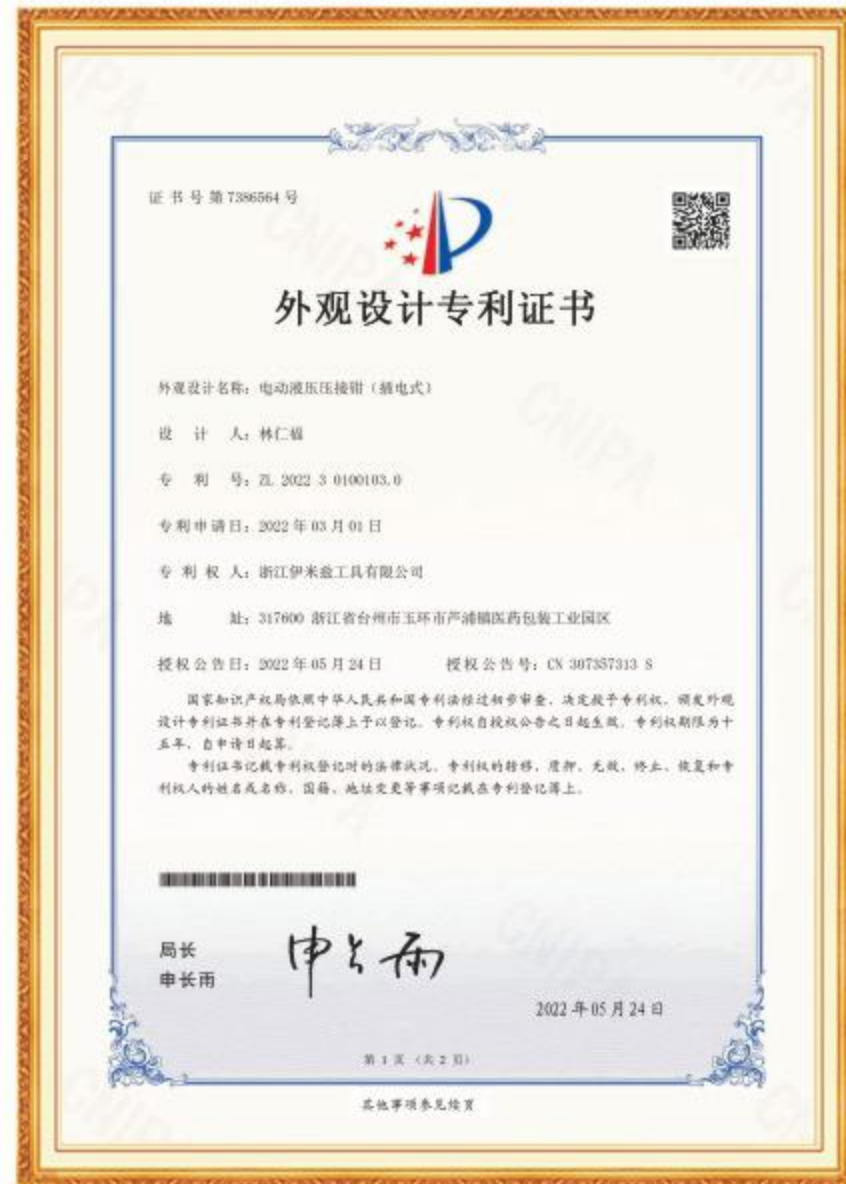 证书号第7386564号
外观设计专利证书
外观设计名称：电动液压压接钳（插电式）
设 计 人：林仁福
专 利 号：ZL 2022 3 0100103.0
专利申请日：2022年03月01日
专 利 权 人：浙江伊米盎工具有限公司
地 址：317600 浙江省台州市玉环市芦浦镇医药包装工业园区
授权公告日：2022年05月24日 授权公告号：CN 307357313 S
国家知识产权局依照中华人民共和国专利法经过初步审查，决定授予专利权，颁发外观
设计专利证书并在专利登记簿上予以登记。专利权自授权公告之日起生效。专利权期限为十
五年，自申请日起算。
专利证书记载专利权登记时的法律状况。专利权的转移、质押、无效、终止、恢复和专
利权人的姓名或名称、国籍、地址变更等事项记载在专利登记簿上。
局长
申长雨
申长雨
2022年05月24日
第 1 页（共 2 页）
其他事项参见续页
CNIPA
CNIPA
CNIPA
CNIPA